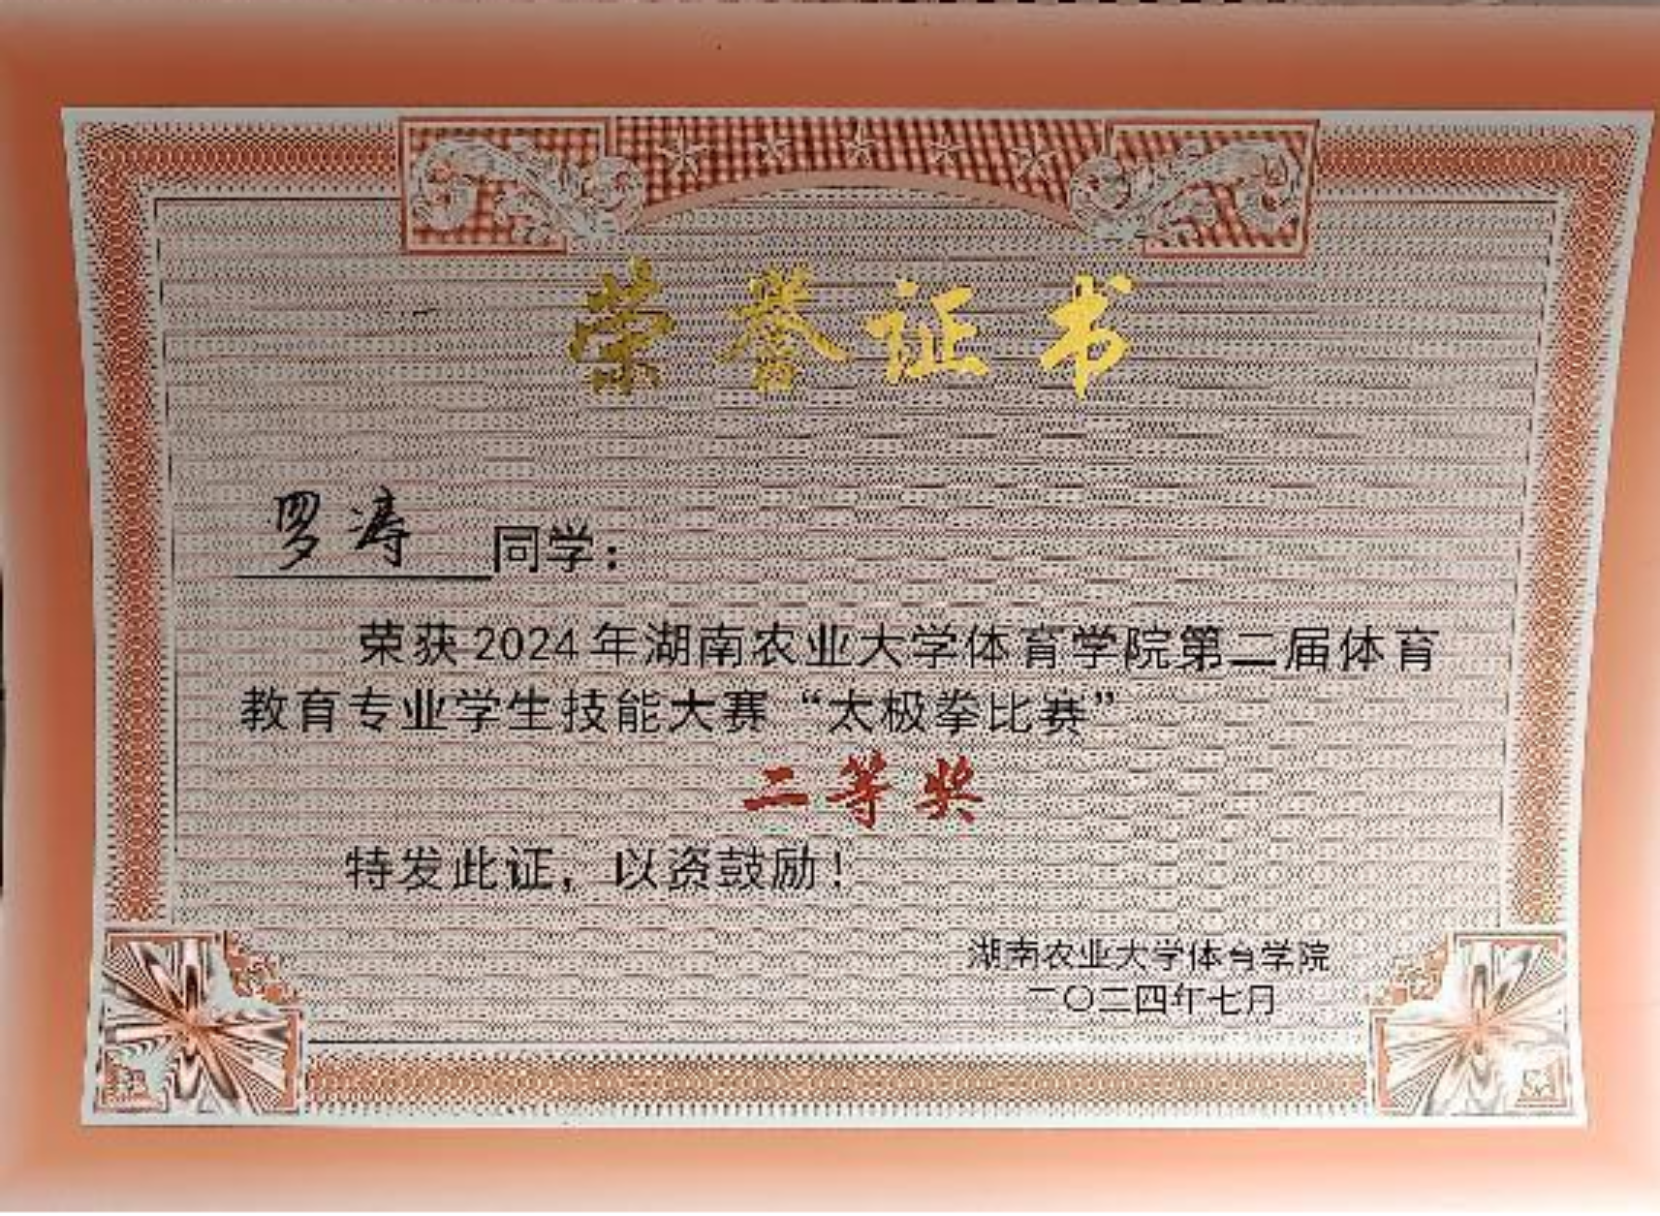 荣誉证书
罗涛 同学：
荣获2024年湖南农业大学体育学院第二届体育
教育专业学生技能大赛“太极拳比赛”
二等奖
特发此证，以资鼓励！
湖南农业大学体育学院
二〇二四年七月